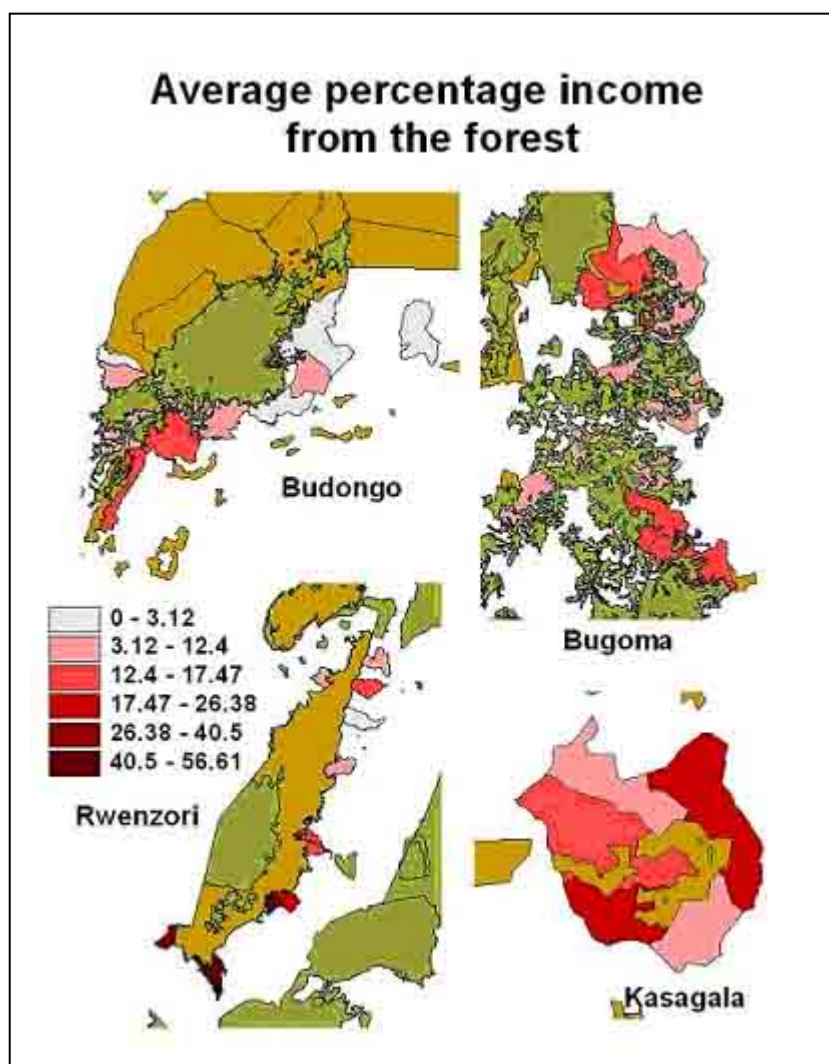 Average percentage income
from the forest
Budongo
Bugoma
0 - 3.12
3.12 - 12.4
12.4 - 17.47
17.47 - 26.38
26.38 - 40.5
40.5 - 56.61
Rwenzori
Kasagala